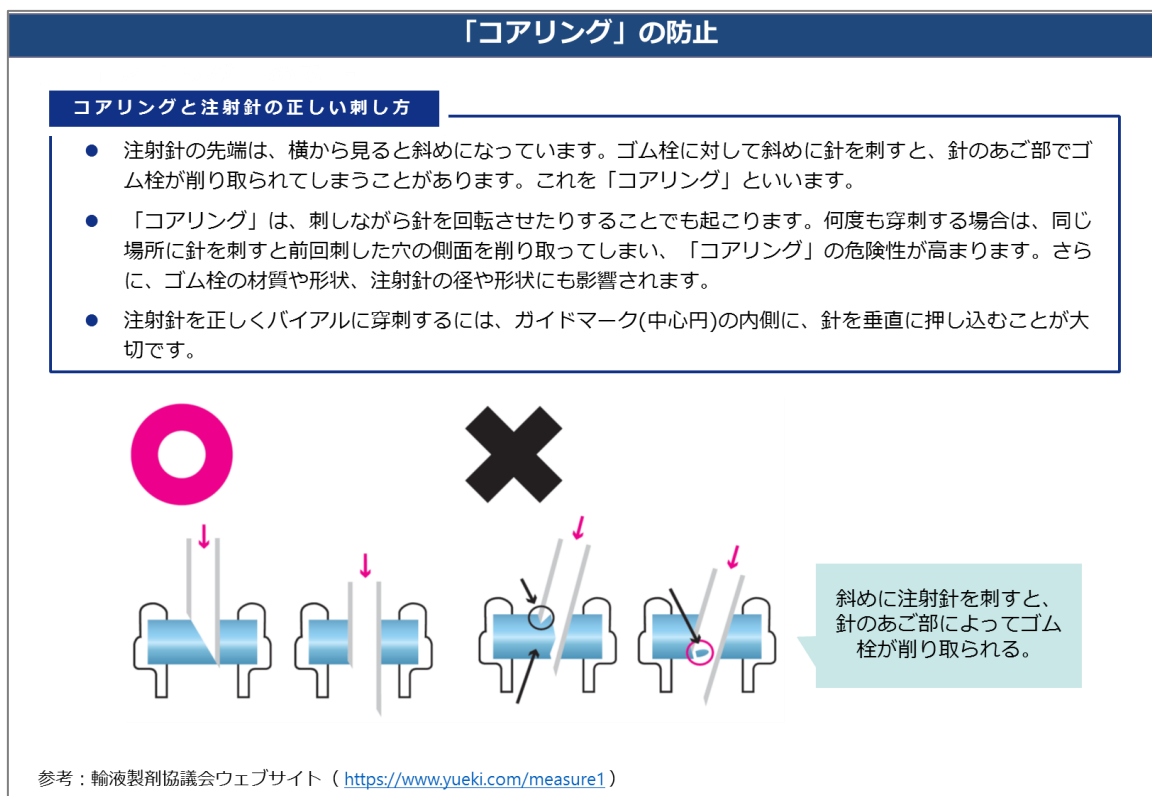 「コアリング」の防止
コアリングと注射針の正しい刺し方
● 注射針の先端は、横から見ると斜めになっています。ゴム栓に対して斜めに針を刺すと、針のあご部でゴ
ム栓が削り取られてしまうことがあります。これを「コアリング」といいます。
● 「コアリング」は、刺しながら針を回転させたりすることでも起こります。何度も穿刺する場合は、同じ
場所に針を刺すと前回刺した穴の側面を削り取ってしまい、「コアリング」の危険性が高まります。さら
に、ゴム栓の材質や形状、注射針の径や形状にも影響されます。
● 注射針を正しくバイアルに穿刺するには、ガイドマーク(中心円)の内側に、針を垂直に押し込むことが大
切です。
斜めに注射針を刺すと、
針のあご部によってゴム
栓が削り取られる。
参考：輸液製剤協議会ウェブサイト（ https://www.yueki.com/measure1 ）